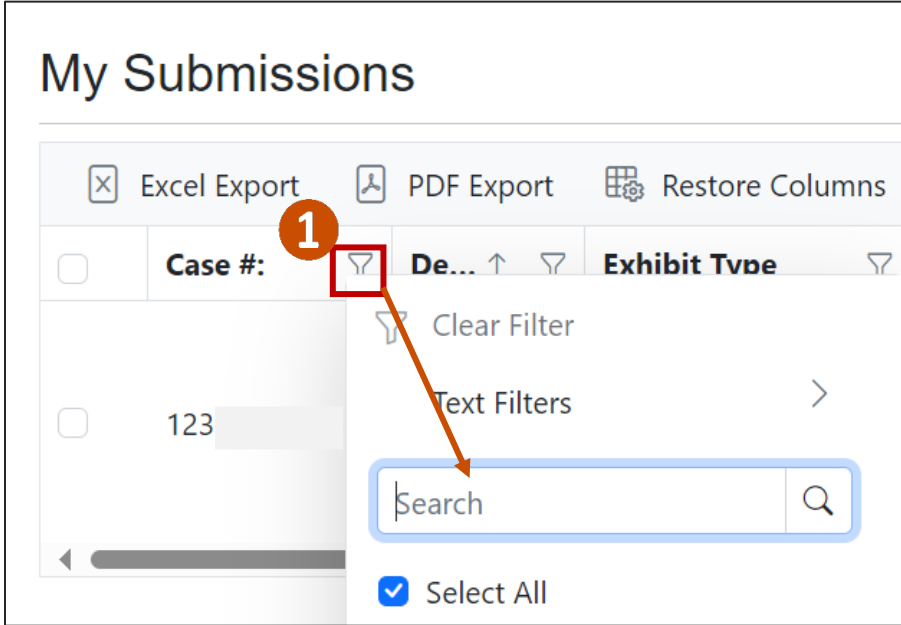 My Submissions
Excel Export PDF Export Restore Columns
1
Case #: De... ↑ Exhibit Type
Clear Filter
Text Filters
123
Search
Select All